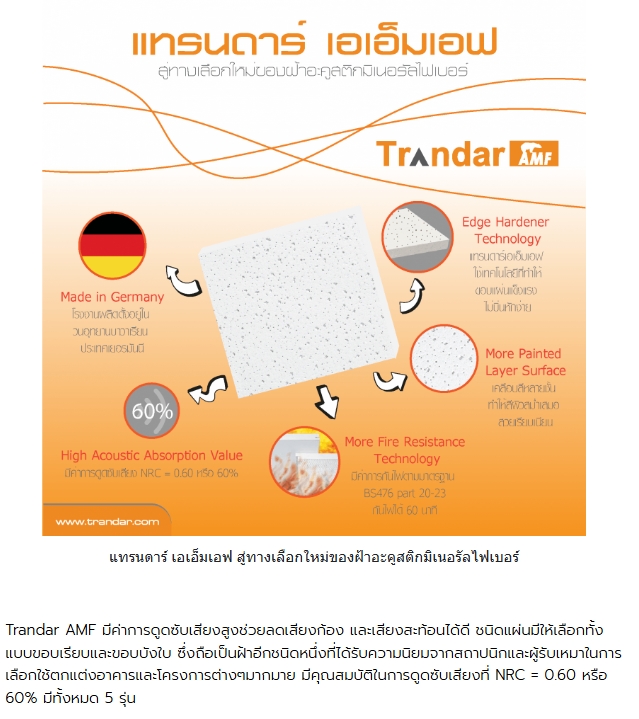 แทรนดาร์ เอเอ็มเอฟ
สู่ทางเลือกใหม่ของฝ้าอะคูสติกมิเนอรัลไฟเบอร์
Trandar AMF
Edge Hardener
Technology
แทรนดาร์เอเอ็มเอฟ
ใช้เทคโนโลยีที่ทำให้
ขอบแผ่นแข็งแรง
ไม่บิ่นหักง่าย
Made in Germany
โรงงานผลิตตั้งอยู่ใน
วนอุทยานบาวาเรียน
ประเทศเยอรมันนี
More Painted
Layer Surface
เคลือบสีหลายชั้น
ทำให้สีผิวสม่ำเสมอ
สวยเรียบเนียน
60%
High Acoustic Absorption Value
มีค่าการดูดซับเสียง NRC = 0.60 หรือ 60%
More Fire Resistance
Technology
มีค่าการกันไฟตามมาตรฐาน
BS476 part 20-23
กันไฟได้ 60 นาที
www.trandar.com
แทรนดาร์ เอเอ็มเอฟ สู่ทางเลือกใหม่ของฝ้าอะคูสติกมิเนอรัลไฟเบอร์
Trandar AMF มีค่าการดูดซับเสียงสูงช่วยลดเสียงก้อง และเสียงสะท้อนได้ดี ชนิดแผ่นมีให้เลือกทั้ง
แบบขอบเรียบและขอบบังใบ ซึ่งถือเป็นฝ้าอีกชนิดหนึ่งที่ได้รับความนิยมจากสถาปนิกและผู้รับเหมาในการ
เลือกใช้ตกแต่งอาคารและโครงการต่างๆมากมาย มีคุณสมบัติในการดูดซับเสียงที่ NRC = 0.60 หรือ
60% มีทั้งหมด 5 รุ่น